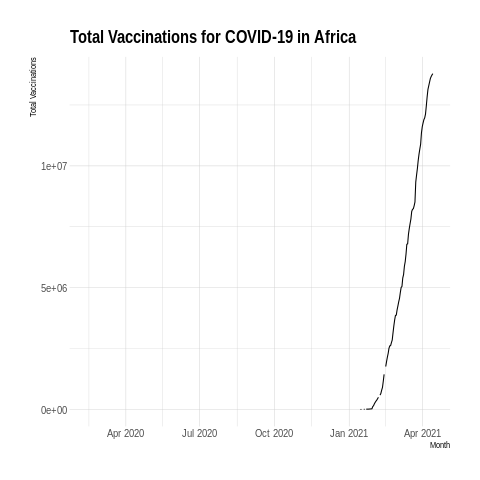 Total Vaccinations for COVID-19 in Africa
Total Vaccinations
1e+07
5e+06
0e+00
Apr 2020 Jul 2020 Oct 2020 Jan 2021 Apr 2021
Month